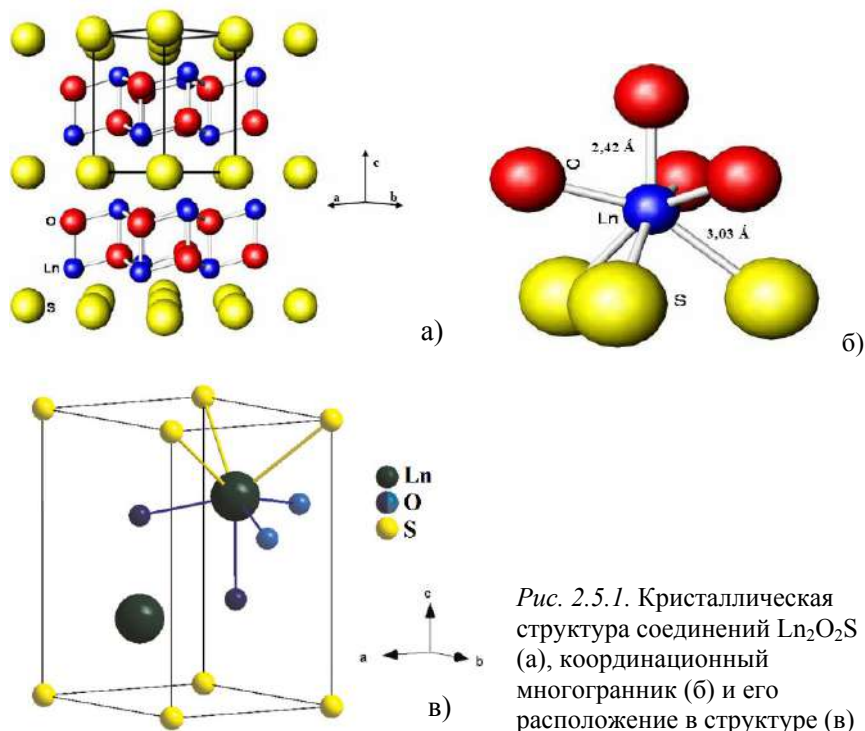 c
a
b
O
Ln
S
а)
2,42 Å
O
Ln
3,03 Å
S
б)
Ln
O
S
c
a
b
в)
Рис. 2.5.1. Кристаллическая
структура соединений Ln₂O₂S
(а), координационный
многогранник (б) и его
расположение в структуре (в)